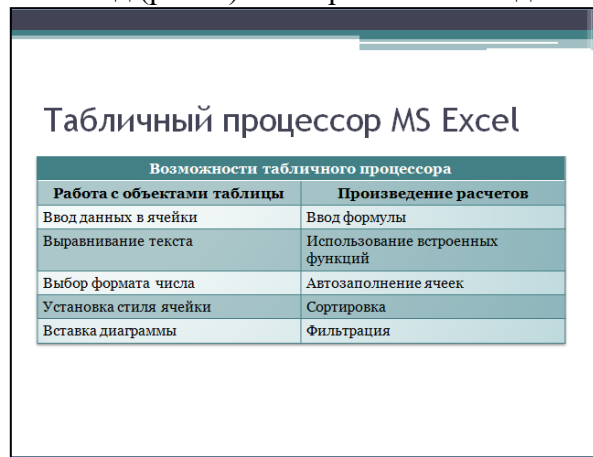 Табличный процессор MS Excel
Возможности табличного процессора
Работа с объектами таблицы Произведение расчетов
Ввод данных в ячейки Ввод формулы
Выравнивание текста Использование встроенных
функций
Выбор формата числа Автозаполнение ячеек
Установка стиля ячейки Сортировка
Вставка диаграммы Фильтрация